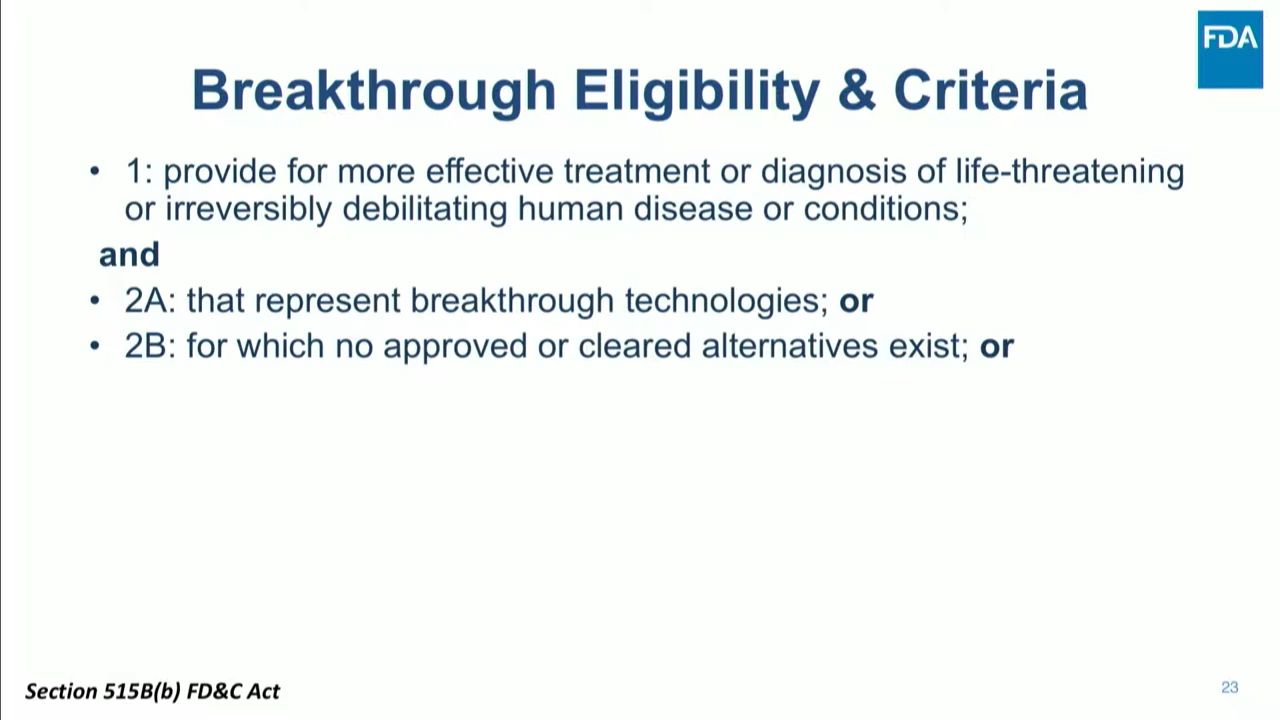 FDA
Breakthrough Eligibility & Criteria
• 1: provide for more effective treatment or diagnosis of life-threatening
or irreversibly debilitating human disease or conditions;
and
• 2A: that represent breakthrough technologies; or
• 2B: for which no approved or cleared alternatives exist; or
Section 515B(b) FD&C Act
23